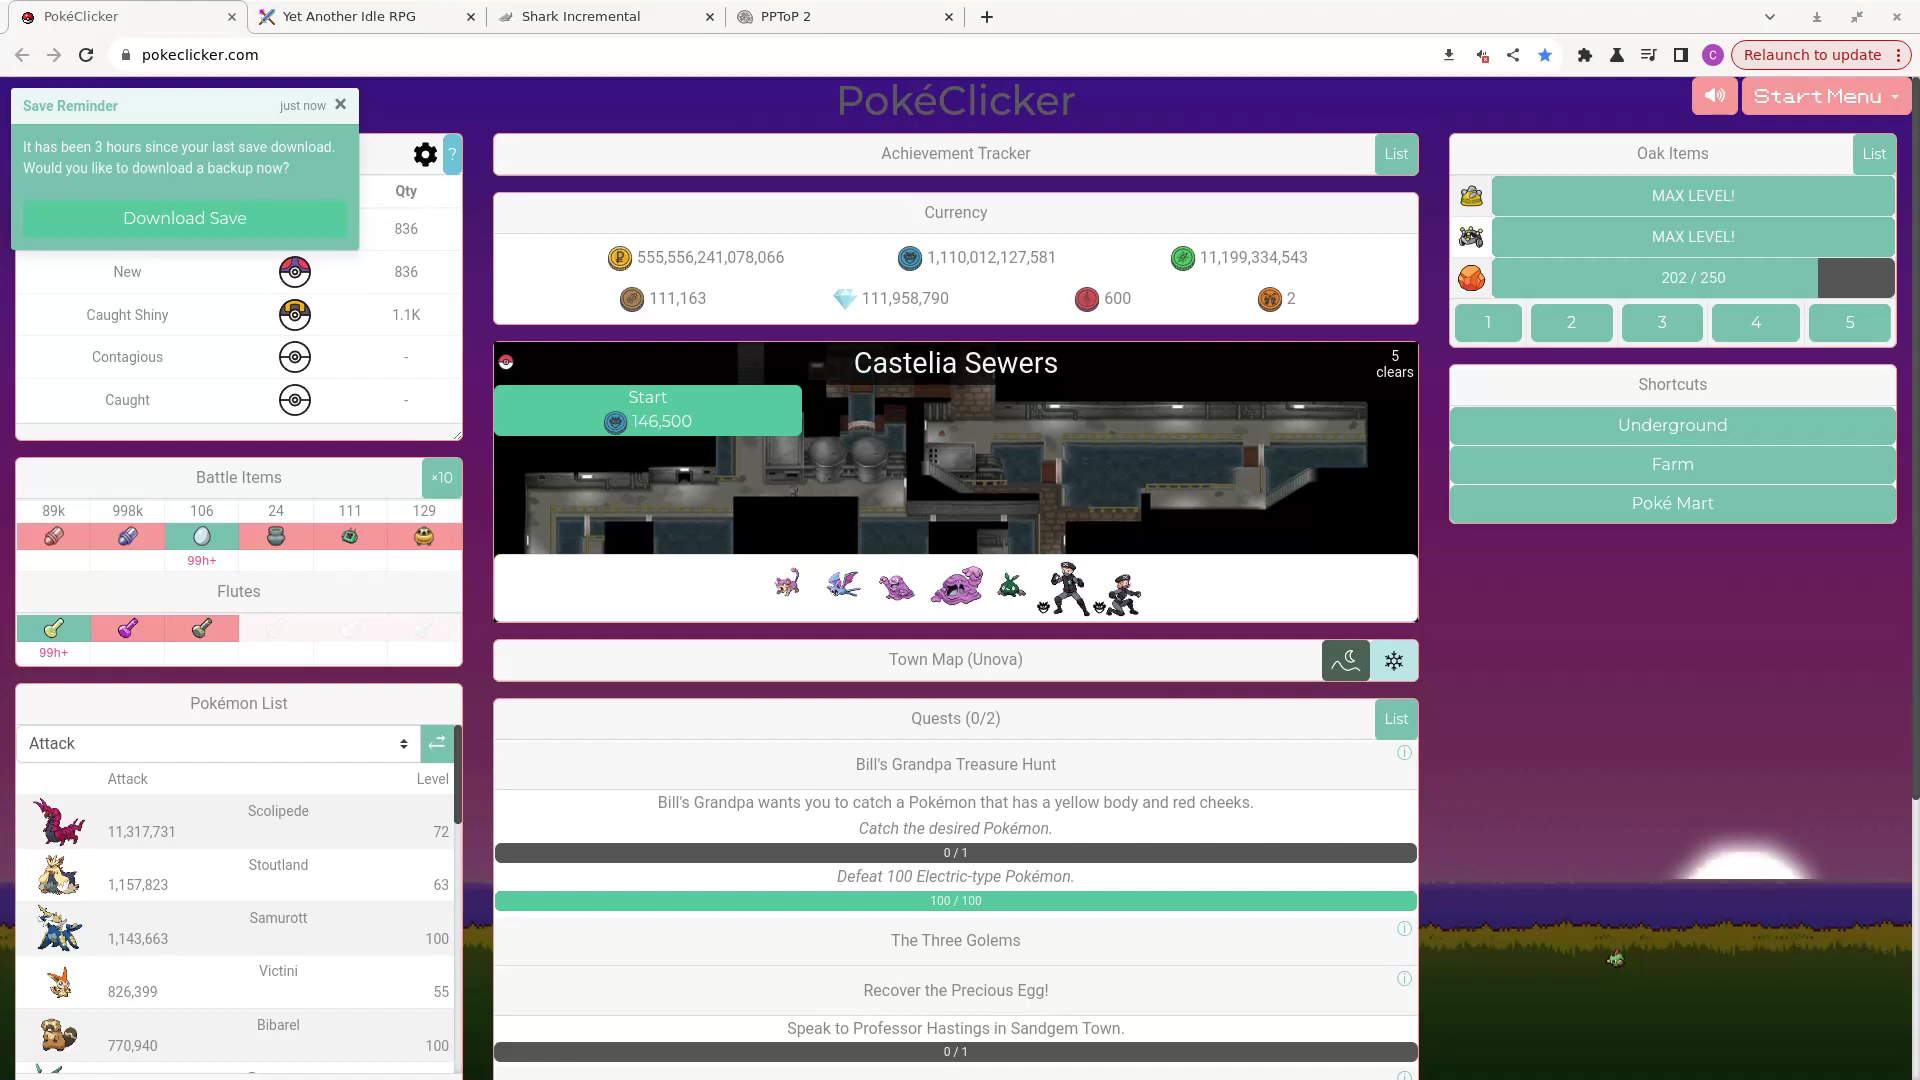 PokéClicker
Yet Another Idle RPG
Shark Incremental
PPToP 2
pokeclicker.com
C
Relaunch to update
Save Reminder
just now
It has been 3 hours since your last save download.
Would you like to download a backup now?
Download Save
?
Qty
836
New
836
Caught Shiny
1.1K
Contagious
-
Caught
-
Battle Items
×10
89k
998k
106
24
111
129
99h+
Flutes
99h+
Pokémon List
Attack
Attack
Level
Scolipede
11,317,731
72
Stoutland
1,157,823
63
Samurott
1,143,663
100
Victini
826,399
55
Bibarel
770,940
100
PokéClicker
Achievement Tracker
List
Currency
555,556,241,078,066
1,110,012,127,581
11,199,334,543
111,163
111,958,790
600
2
Castelia Sewers
5
clears
Start
146,500
Town Map (Unova)
Quests (0/2)
List
Bill's Grandpa Treasure Hunt
Bill's Grandpa wants you to catch a Pokémon that has a yellow body and red cheeks.
Catch the desired Pokémon.
0 / 1
Defeat 100 Electric-type Pokémon.
100 / 100
The Three Golems
Recover the Precious Egg!
Speak to Professor Hastings in Sandgem Town.
0 / 1
Start Menu
Oak Items
List
MAX LEVEL!
MAX LEVEL!
202 / 250
1
2
3
4
5
Shortcuts
Underground
Farm
Poké Mart